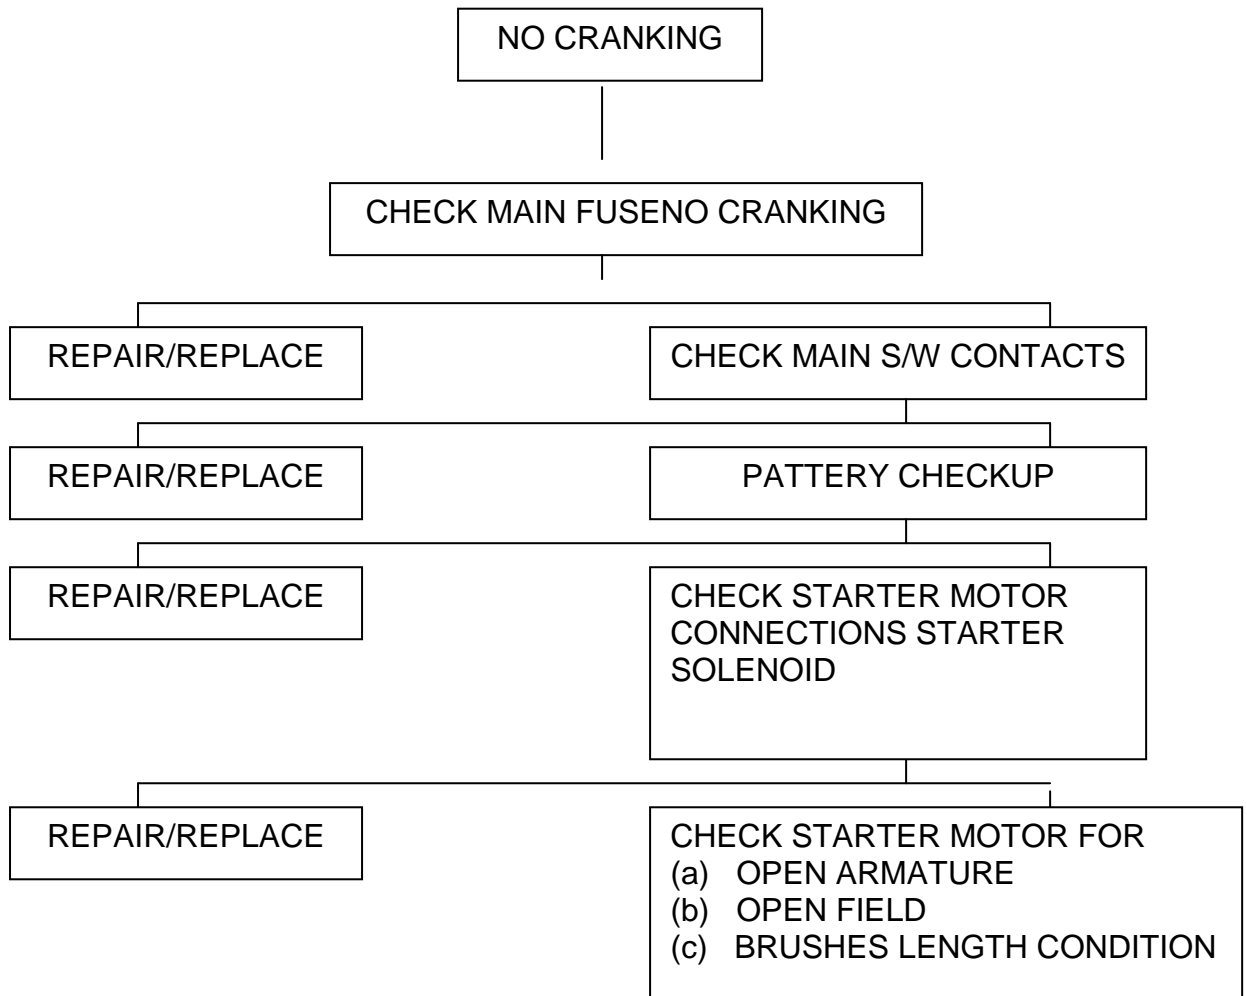 NO CRANKING
CHECK MAIN FUSENO CRANKING
REPAIR/REPLACE
CHECK MAIN S/W CONTACTS
REPAIR/REPLACE
PATTERY CHECKUP
REPAIR/REPLACE
CHECK STARTER MOTOR
CONNECTIONS STARTER
SOLENOID
REPAIR/REPLACE
CHECK STARTER MOTOR FOR
(a) OPEN ARMATURE
(b) OPEN FIELD
(c) BRUSHES LENGTH CONDITION